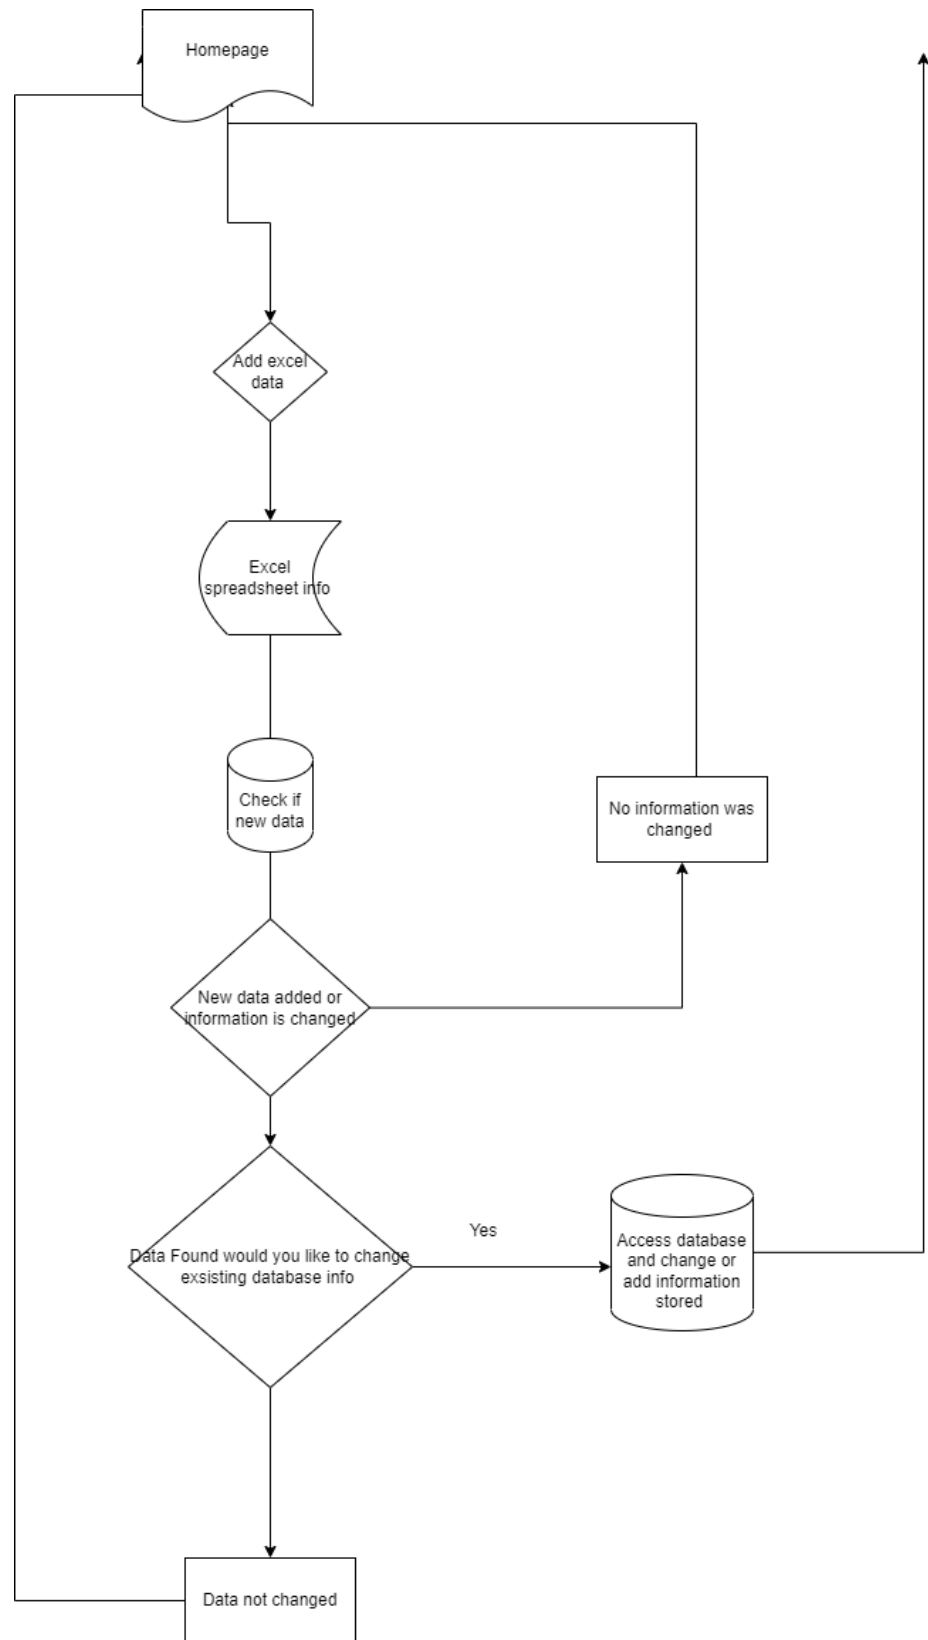 Homepage
Add excel
data
Excel
spreadsheet info
Check if
new data
No information was
changed
New data added or
information is changed
Data Found would you like to change
exsisting database info
Yes
Access database
and change or
add information
stored
Data not changed